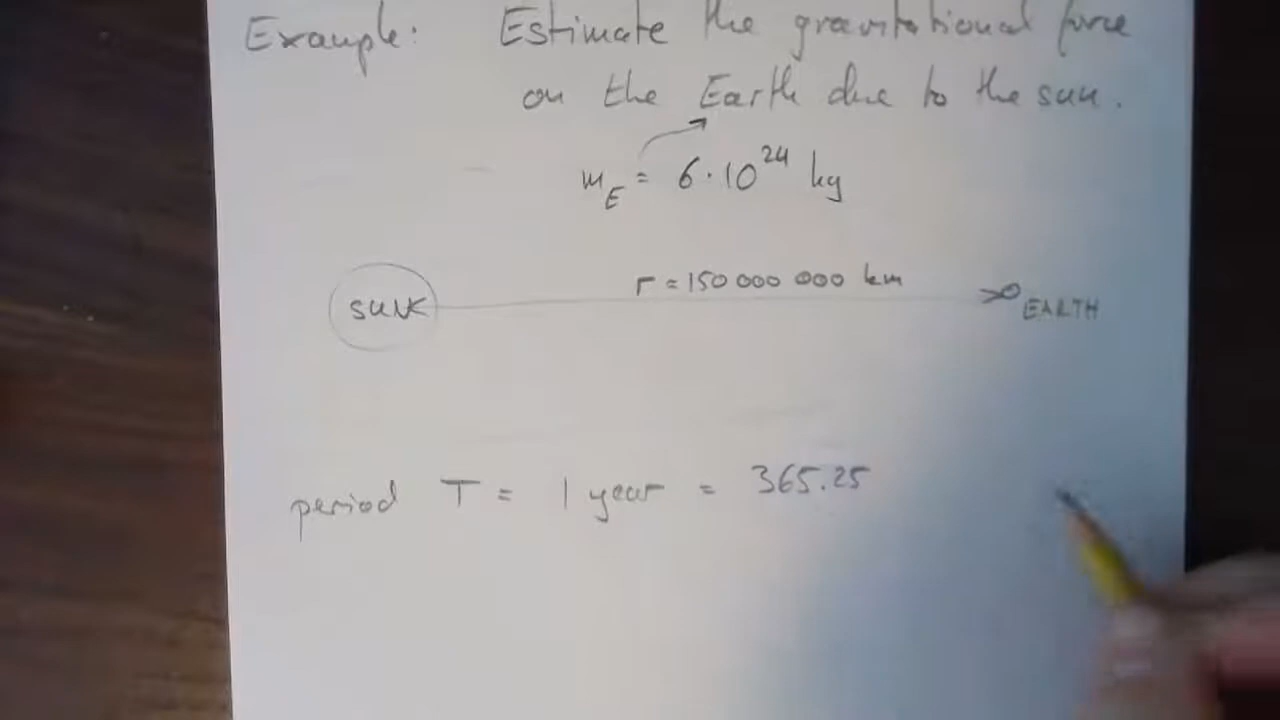 Example: Estimate the gravitational force
on the Earth due to the sun.
m_E = 6·10^24 kg
r = 150 000 000 km
SUN
EARTH
period T = 1 year = 365.25